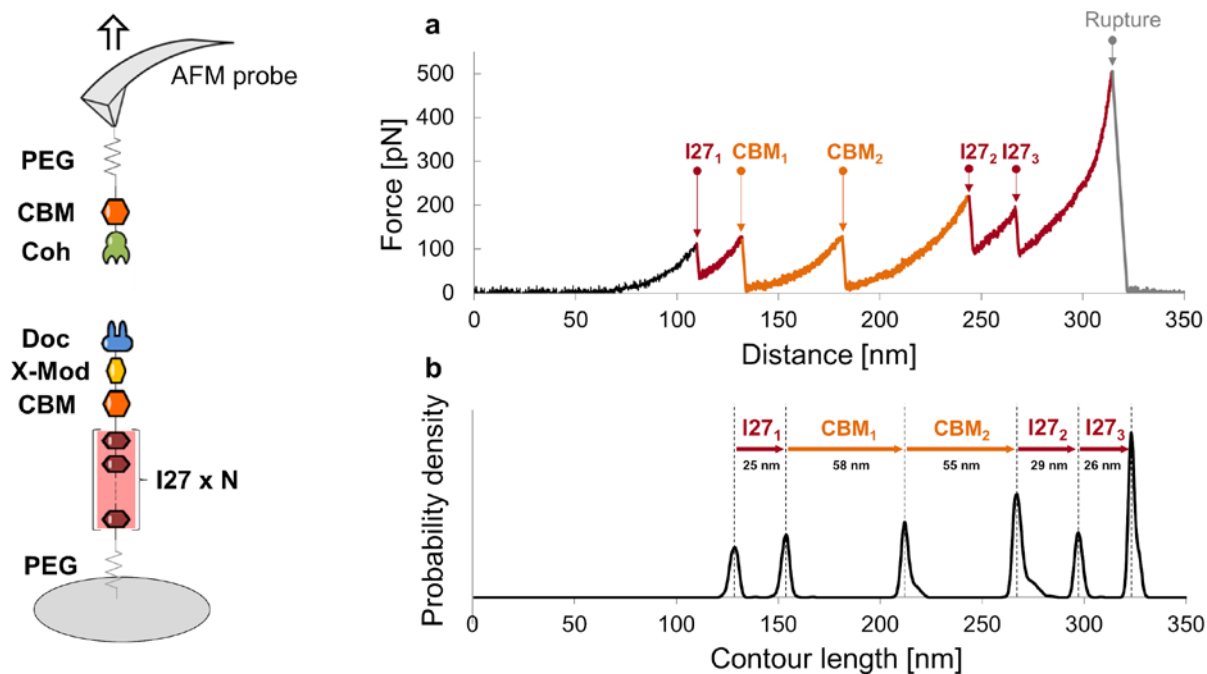 AFM probe
PEG
CBM
Coh
Doc
X-Mod
CBM
I27 x N
PEG
a
Rupture
I27₁ CBM₁ CBM₂ I27₂ I27₃
Force [pN]
500
400
300
200
100
0
0 50 100 150 200 250 300 350
Distance [nm]
b
Probability density
I27₁ CBM₁ CBM₂ I27₂ I27₃
25 nm 58 nm 55 nm 29 nm 26 nm
0 50 100 150 200 250 300 350
Contour length [nm]